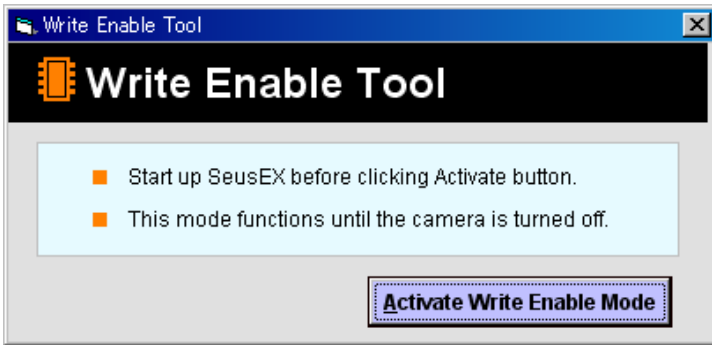 Write Enable Tool
Write Enable Tool
Start up SeusEX before clicking Activate button.
This mode functions until the camera is turned off.
Activate Write Enable Mode